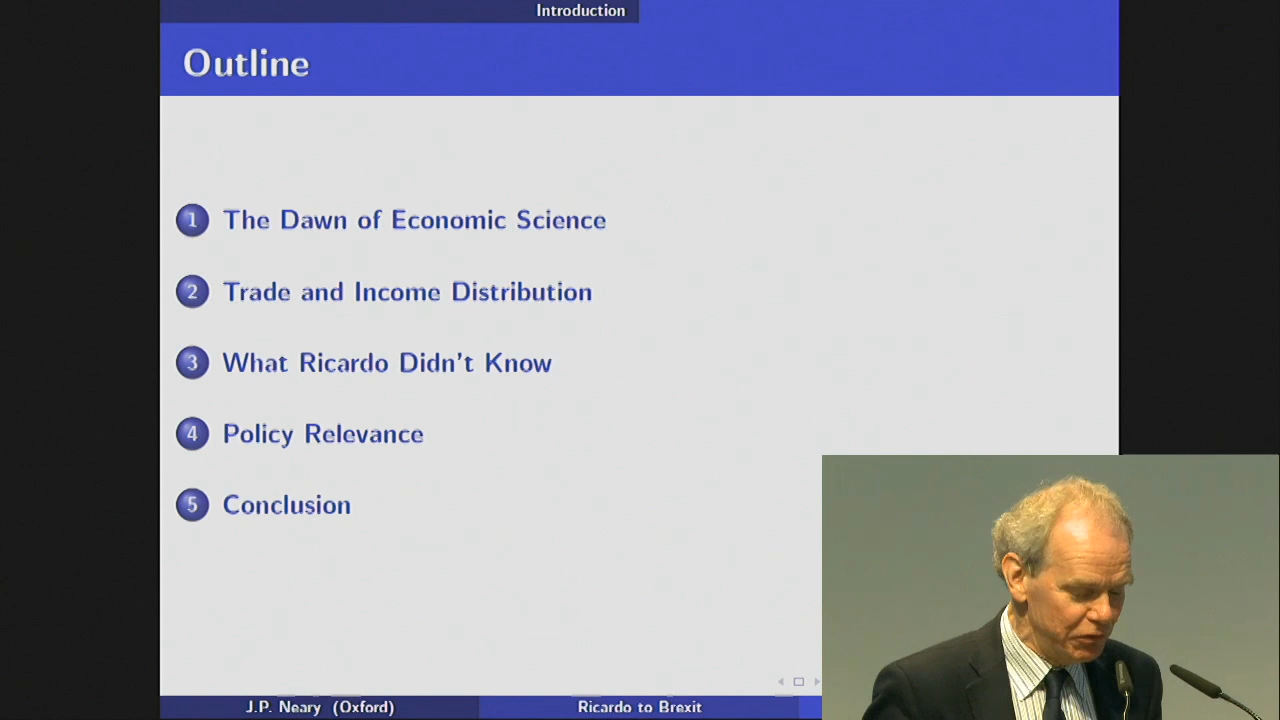 Introduction
Outline
1 The Dawn of Economic Science
2 Trade and Income Distribution
3 What Ricardo Didn't Know
4 Policy Relevance
5 Conclusion
J.P. Neary (Oxford) Ricardo to Brexit